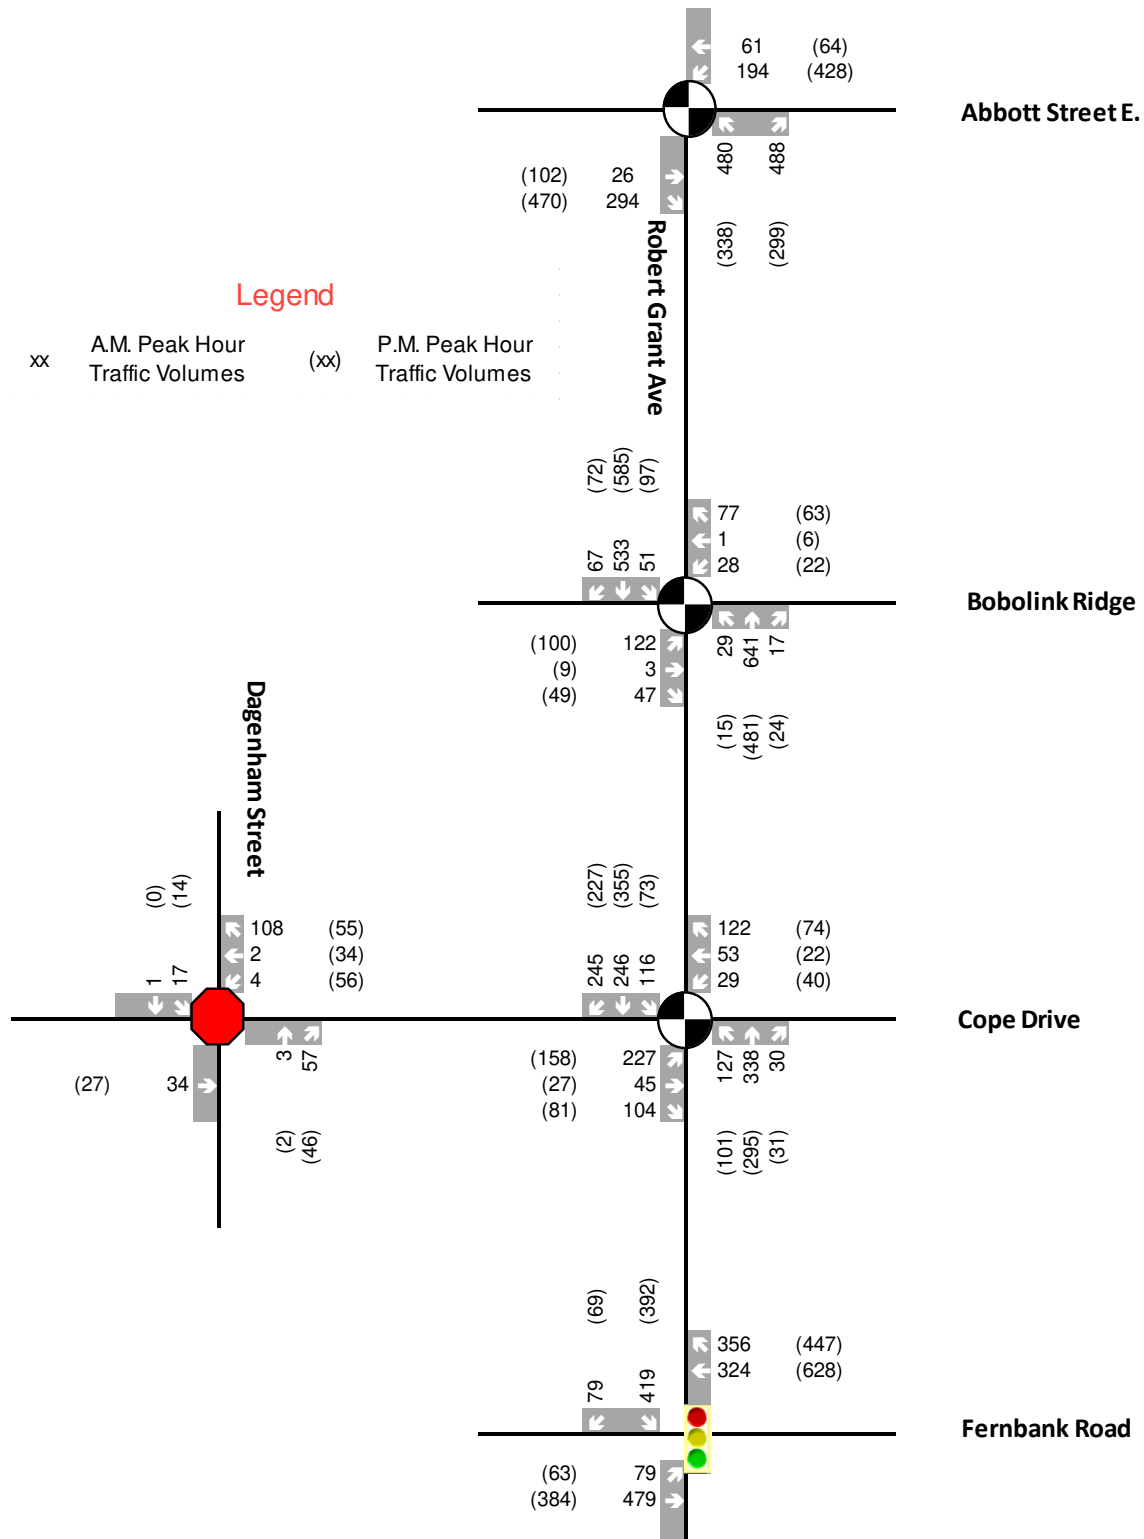 61 (64)
194 (428)
Abbott Street E.
480 488
(102) 26
(470) 294
(338) (299)
Robert Grant Ave
Legend
xx A.M. Peak Hour Traffic Volumes (xx) P.M. Peak Hour Traffic Volumes
(72) (585) (97)
67 533 51
77 (63)
1 (6)
28 (22)
Bobolink Ridge
(100) 122
(9) 3
(49) 47
29 641 17
(15) (481) (24)
Dagenham Street
(0) (14)
1 17
108 (55)
2 (34)
4 (56)
(227) (355) (73)
245 246 116
122 (74)
53 (22)
29 (40)
Cope Drive
(27) 34
3 57
(2) (46)
(158) 227
(27) 45
(81) 104
127 338 30
(101) (295) (31)
(69) (392)
79 419
356 (447)
324 (628)
Fernbank Road
(63) 79
(384) 479